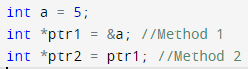 int a = 5;
int *ptr1 = &a; //Method 1
int *ptr2 = ptr1; //Method 2